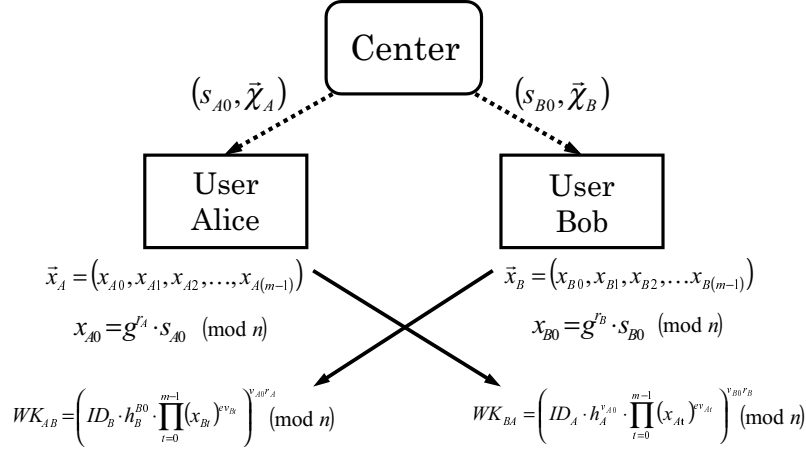 Center
(s_{A0}, \vec{χ}_A) (s_{B0}, \vec{χ}_B)
User User
Alice Bob
\vec{x}_A = (x_{A0}, x_{A1}, x_{A2}, ..., x_{A(m-1)}) \vec{x}_B = (x_{B0}, x_{B1}, x_{B2}, ... x_{B(m-1)})
x_{A0} = g^{r_A} · s_{A0} (mod n) x_{B0} = g^{r_B} · s_{B0} (mod n)
WK_{AB} = (ID_B · h_B^{B0} · ∏_{t=0}^{m-1} (x_{Bt})^{ev_{Bt}})^{v_{A0} r_A} (mod n) WK_{BA} = (ID_A · h_A^{v_{A0}} · ∏_{t=0}^{m-1} (x_{At})^{ev_{At}})^{v_{B0} r_B} (mod n)